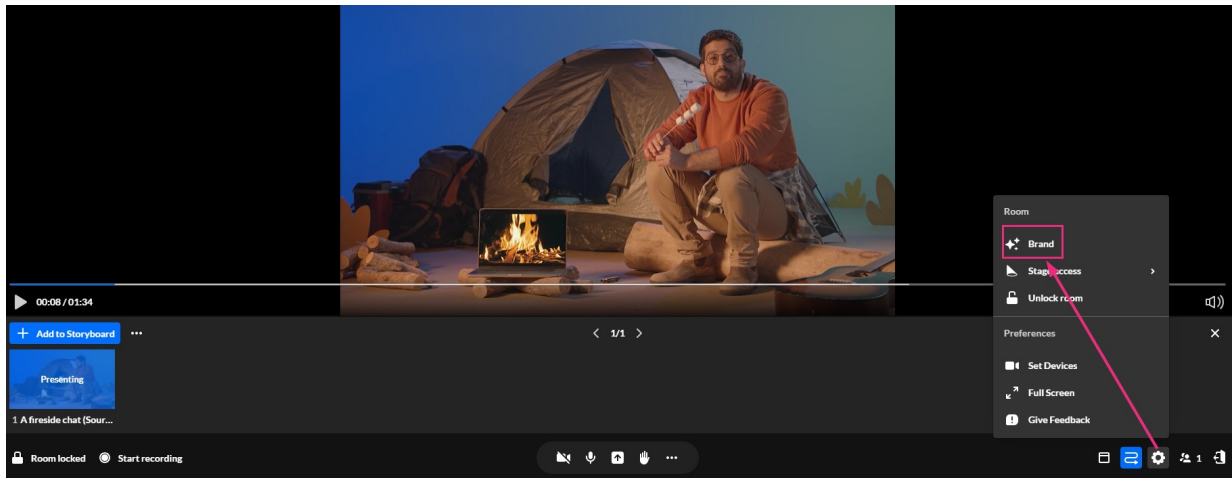 Room
Brand
Stage access
Unlock room
00:08 / 01:34
Add to Storyboard
1/1
Preferences
Set Devices
Presenting
Full Screen
1 A fireside chat (Sour...
Give Feedback
Room locked
Start recording
1